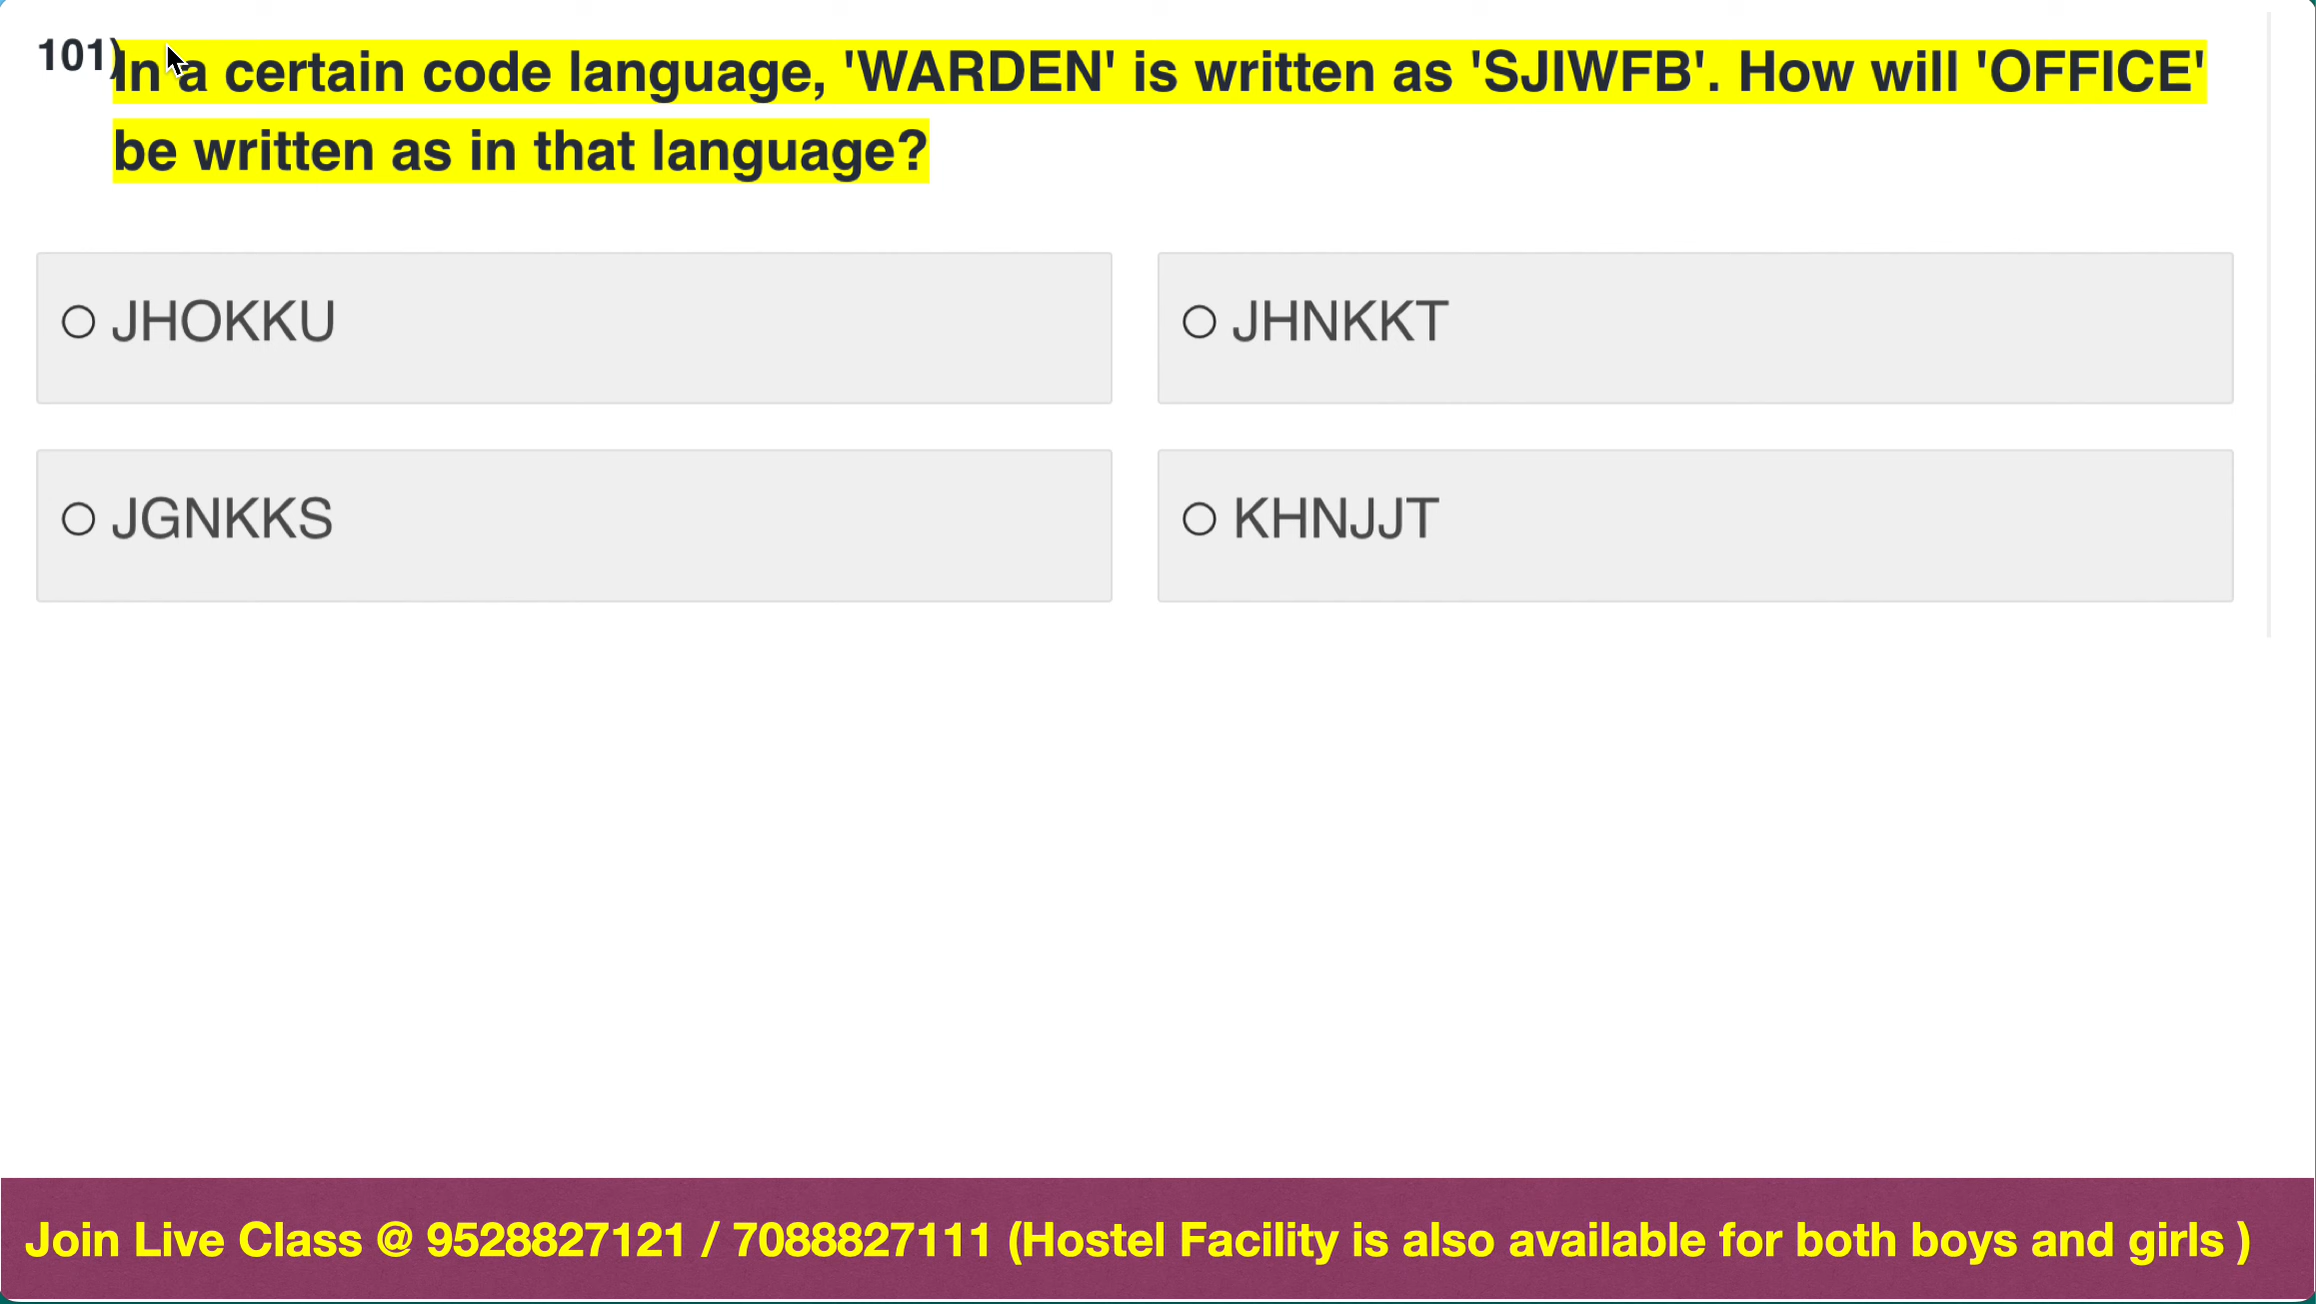 101) In a certain code language, 'WARDEN' is written as 'SJIWFB'. How will 'OFFICE'
be written as in that language?
JHOKKU
JHNKKT
JGNKKS
KHNJJT
Join Live Class @ 9528827121 / 7088827111 (Hostel Facility is also available for both boys and girls )